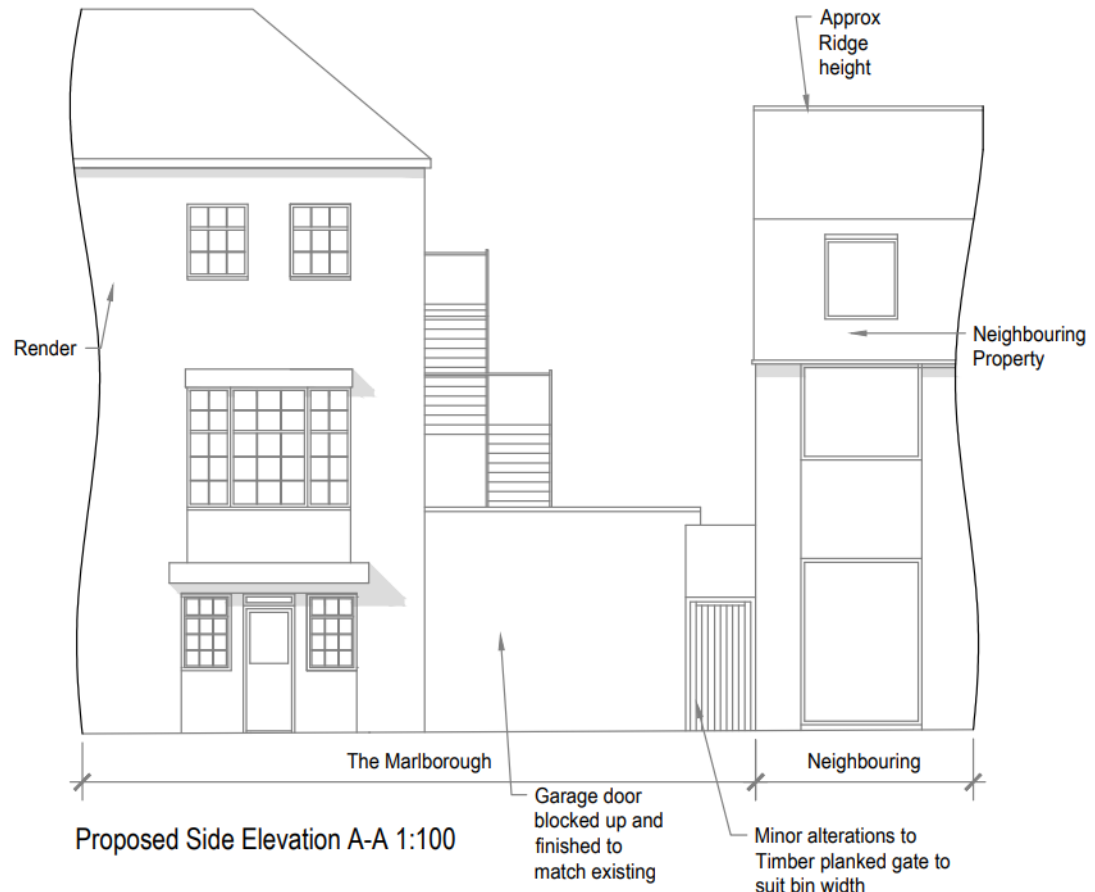 Approx
Ridge
height
Render
Neighbouring
Property
The Marlborough
Neighbouring
Garage door
blocked up and
finished to
match existing
Minor alterations to
Timber planked gate to
suit bin width
Proposed Side Elevation A-A 1:100